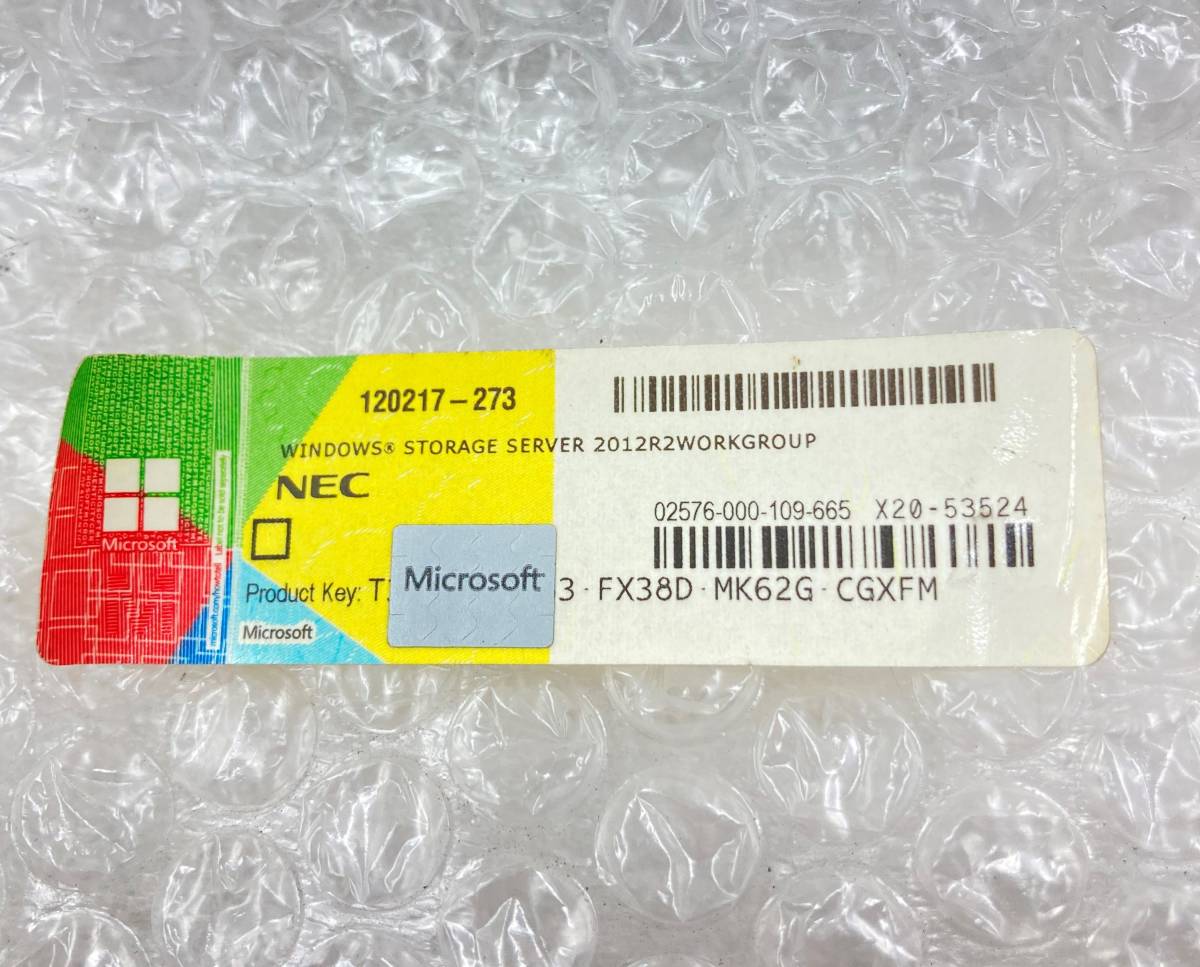 120217-273
WINDOWS® STORAGE SERVER 2012R2WORKGROUP
NEC
02576-000-109-665 X20-53524
Microsoft
Microsoft
Product Key: T 3·FX38D·MK62G·CGXFM
Microsoft